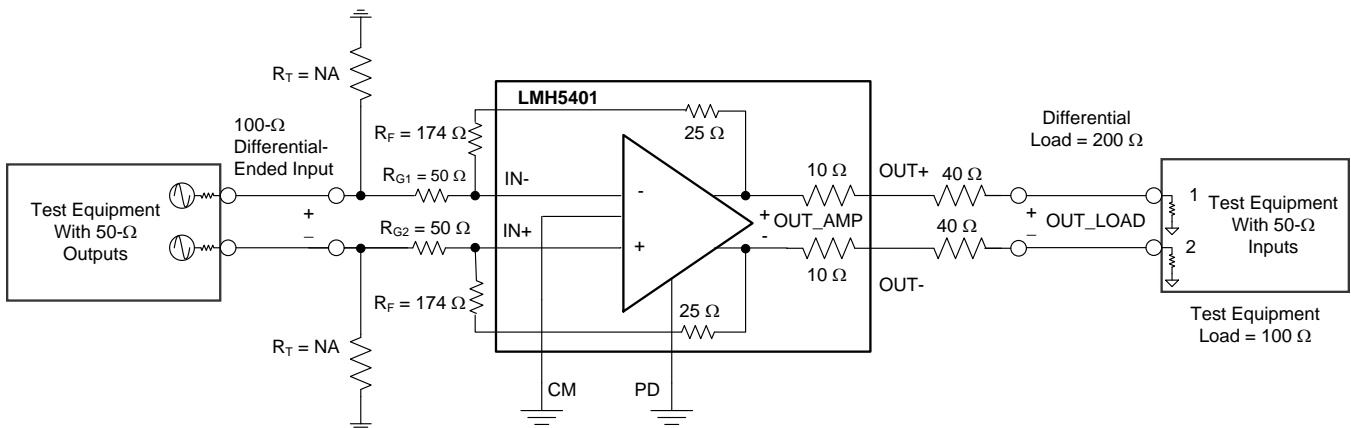 R_T = NA
LMH5401
100-Ω
Differential-
Ended Input
R_F = 174 Ω
25 Ω
Differential
Load = 200 Ω
R_G1 = 50 Ω
IN-
-
10 Ω
OUT+
40 Ω
Test Equipment
With 50-Ω
Outputs
+
–
R_G2 = 50 Ω
IN+
+
+
OUT_AMP
-
10 Ω
OUT-
40 Ω
+
–
OUT_LOAD
1
2
Test Equipment
With 50-Ω
Inputs
R_F = 174 Ω
25 Ω
Test Equipment
Load = 100 Ω
R_T = NA
CM
PD